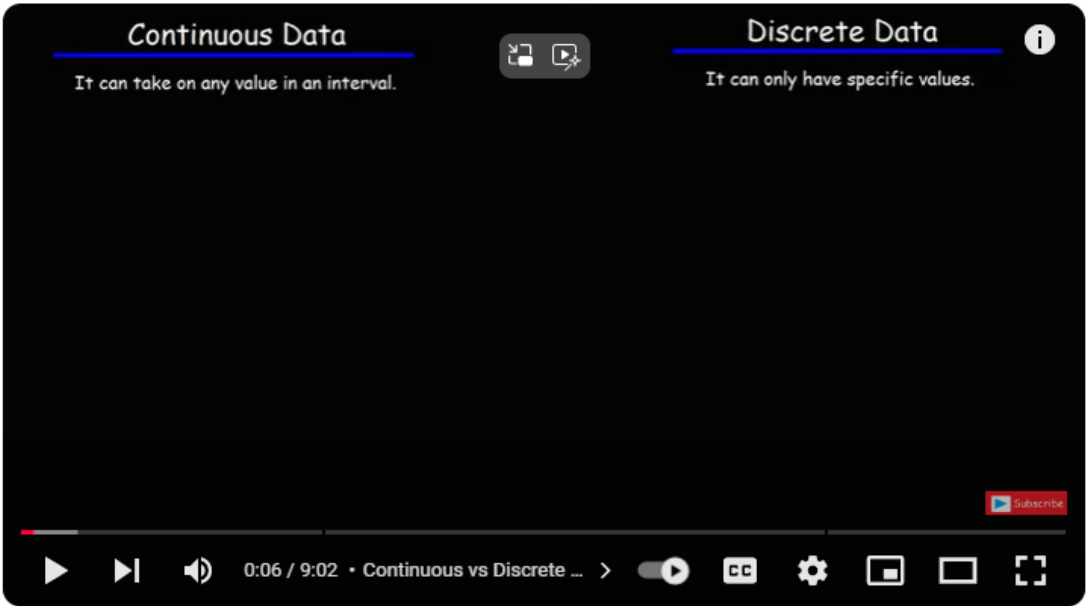 Continuous Data
It can take on any value in an interval.
Discrete Data
It can only have specific values.
Subscribe
0:06 / 9:02 • Continuous vs Discrete ...
CC